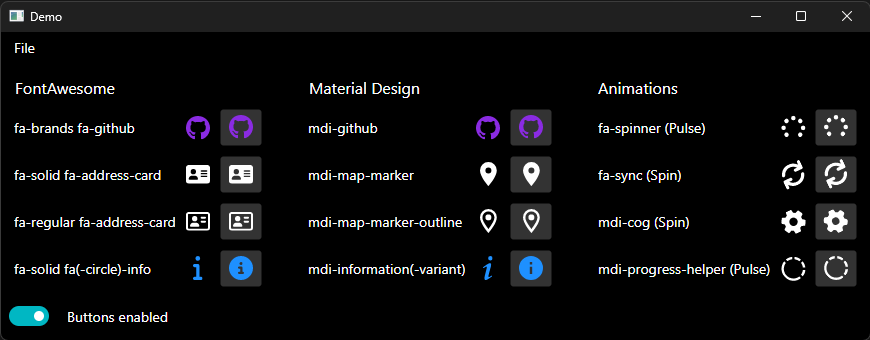 Demo
File
FontAwesome
fa-brands fa-github
fa-solid fa-address-card
fa-regular fa-address-card
fa-solid fa(-circle)-info
Material Design
mdi-github
mdi-map-marker
mdi-map-marker-outline
mdi-information(-variant)
Animations
fa-spinner (Pulse)
fa-sync (Spin)
mdi-cog (Spin)
mdi-progress-helper (Pulse)
Buttons enabled